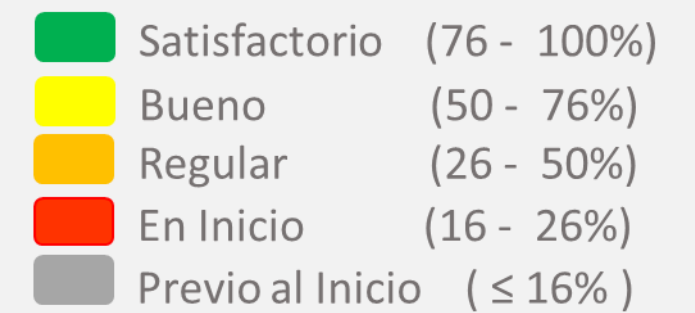 Satisfactorio (76 - 100%)
Bueno (50 - 76%)
Regular (26 - 50%)
En Inicio (16 - 26%)
Previo al Inicio ( ≤ 16% )